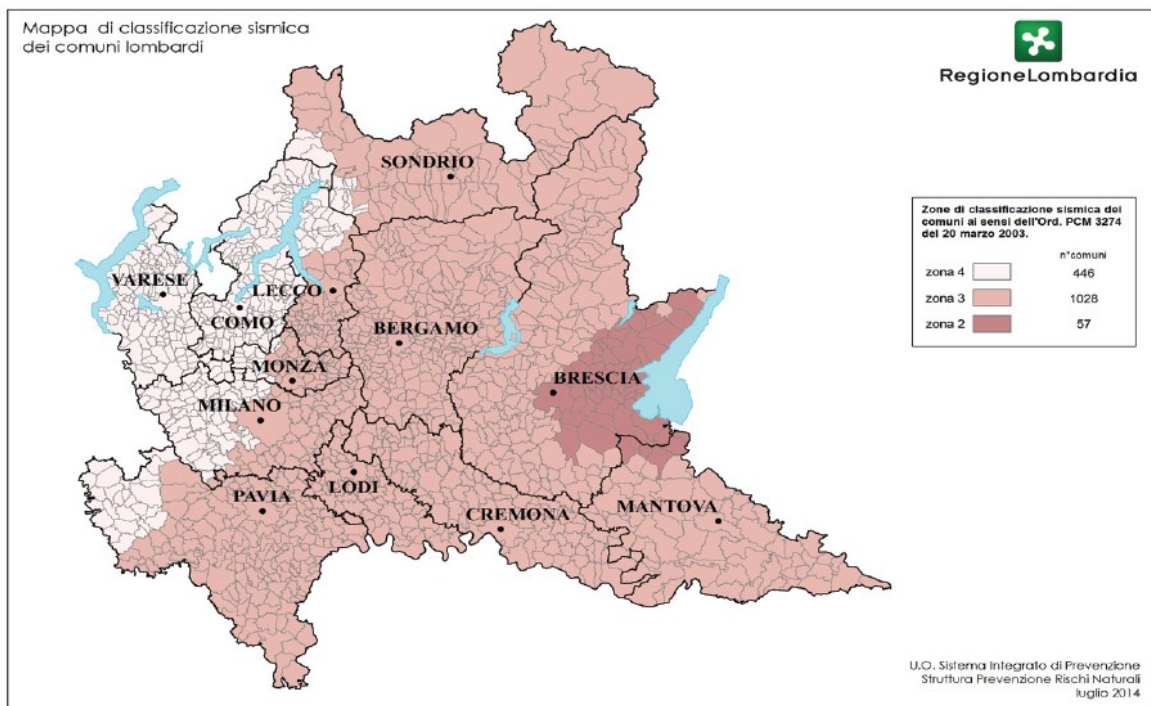 Mappa di classificazione sismica
dei comuni lombardi
RegioneLombardia
SONDRIO
VARESE
LECCO
COMO
BERGAMO
MONZA
BRESCIA
MILANO
PAVIA
LODI
CREMONA
MANTOVA
Zone di classificazione sismica dei
comuni ai sensi dell'Ord. PCM 3274
del 20 marzo 2003.
n°comuni
zona 4 446
zona 3 1028
zona 2 57
U.O. Sistema Integrato di Prevenzione
Struttura Prevenzione Rischi Naturali
luglio 2014